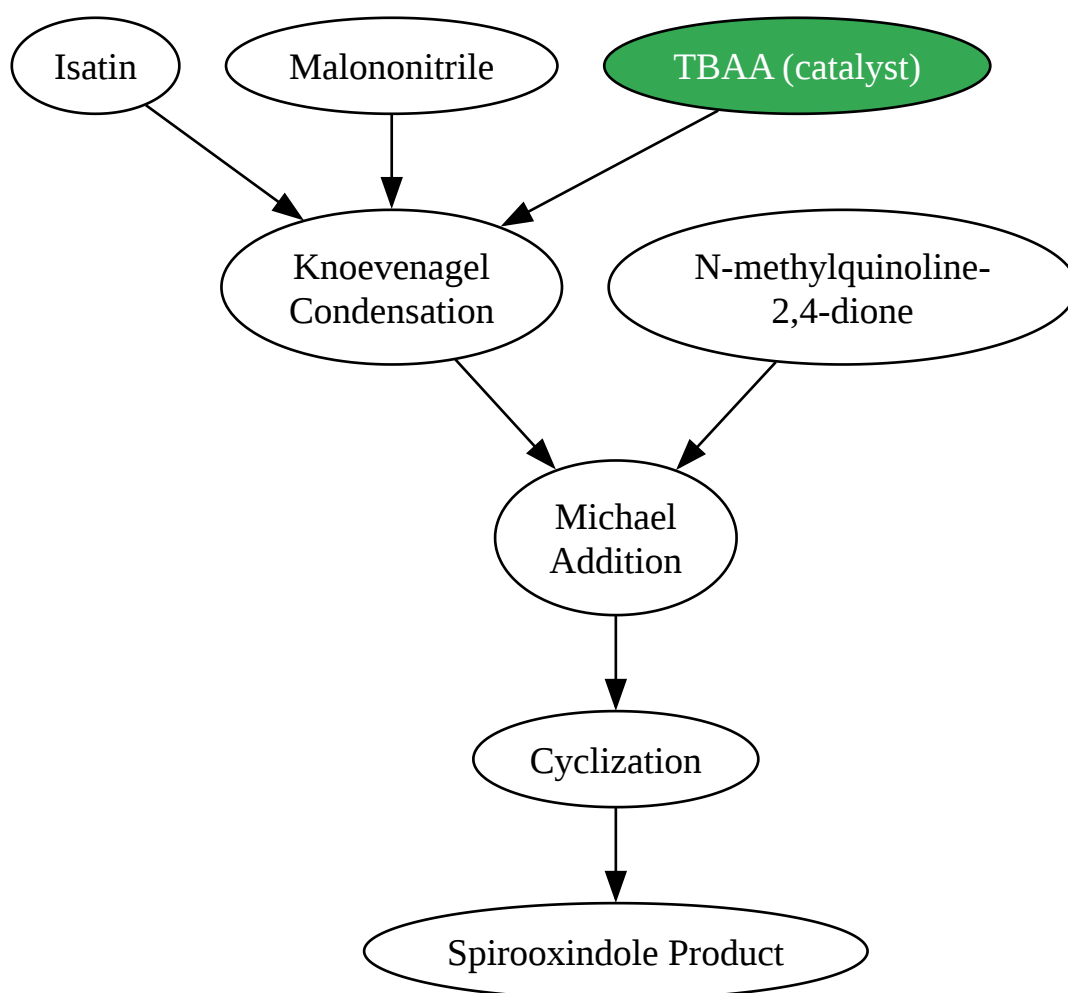 Isatin
Malononitrile
TBAA (catalyst)
Knoevenagel
Condensation
N-methylquinoline-
2,4-dione
Michael
Addition
Cyclization
Spirooxindole Product